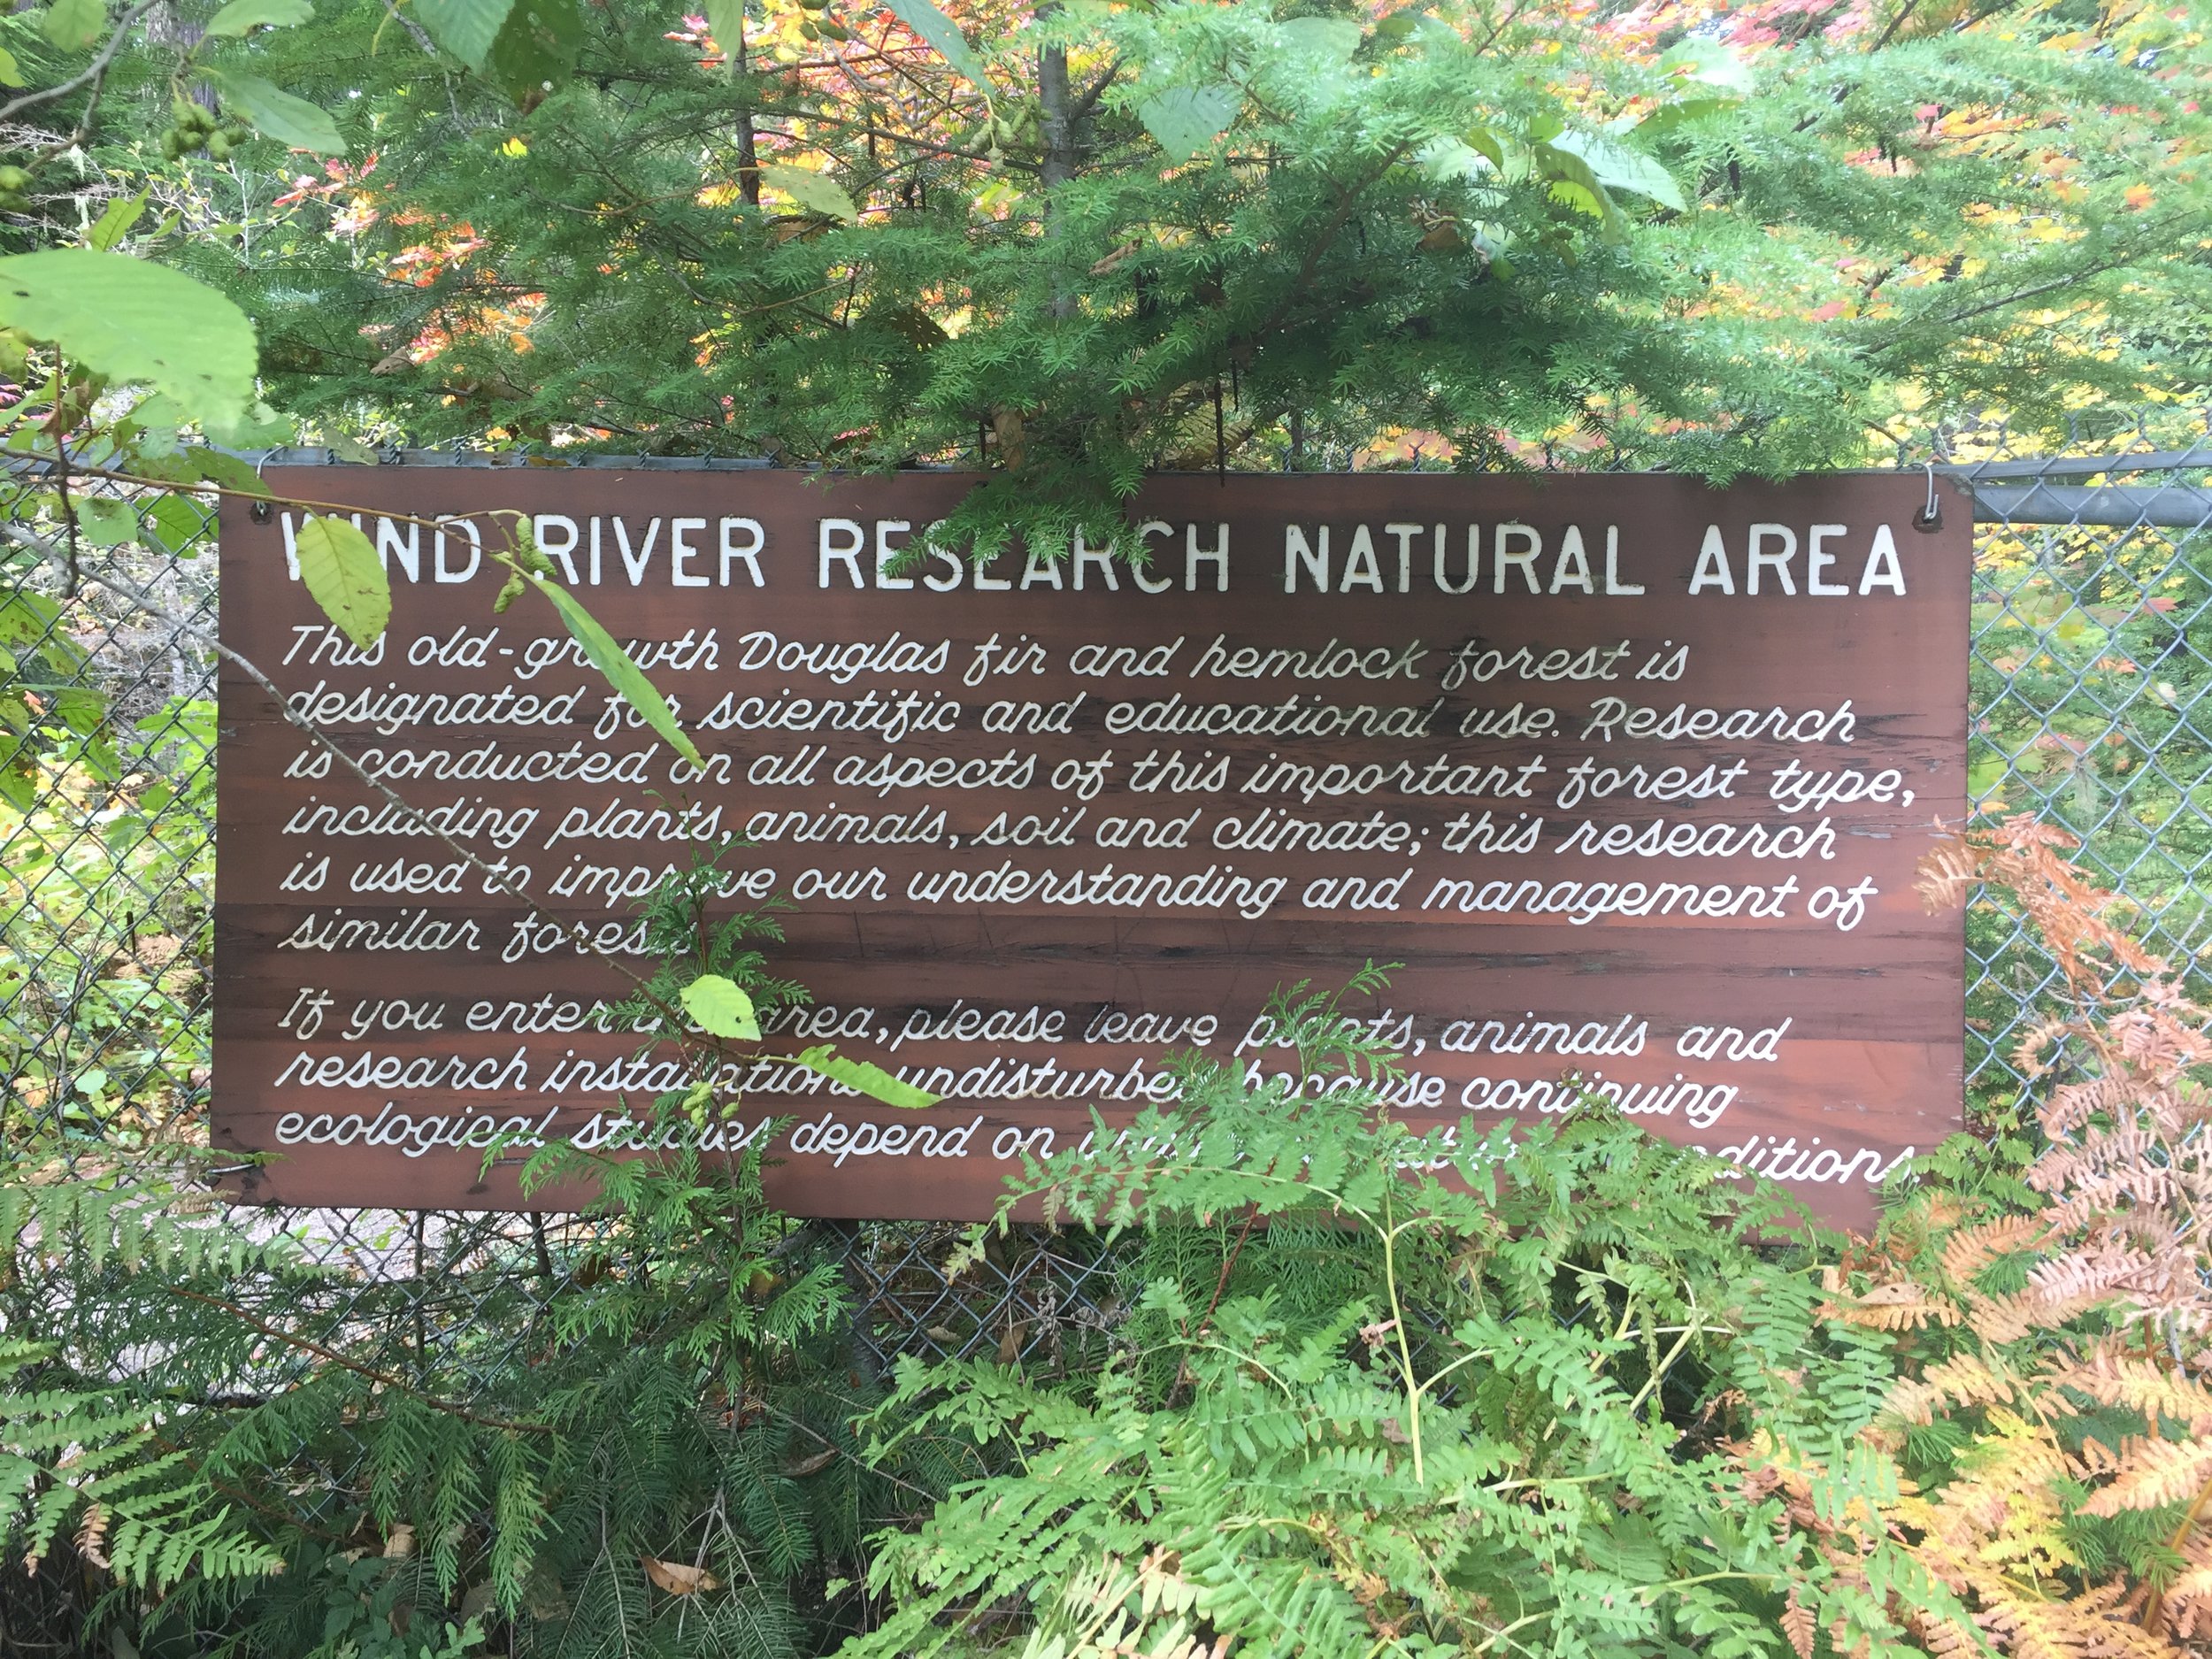 WIND RIVER RESEARCH NATURAL AREA
This old-growth Douglas fir and hemlock forest is
designated for scientific and educational use. Research
is conducted on all aspects of this important forest type,
including plants, animals, soil and climate; this research
is used to improve our understanding and management of
similar forests
If you enter area, please leave plants, animals and
research installations undisturbed because continuing
ecological studies depend on